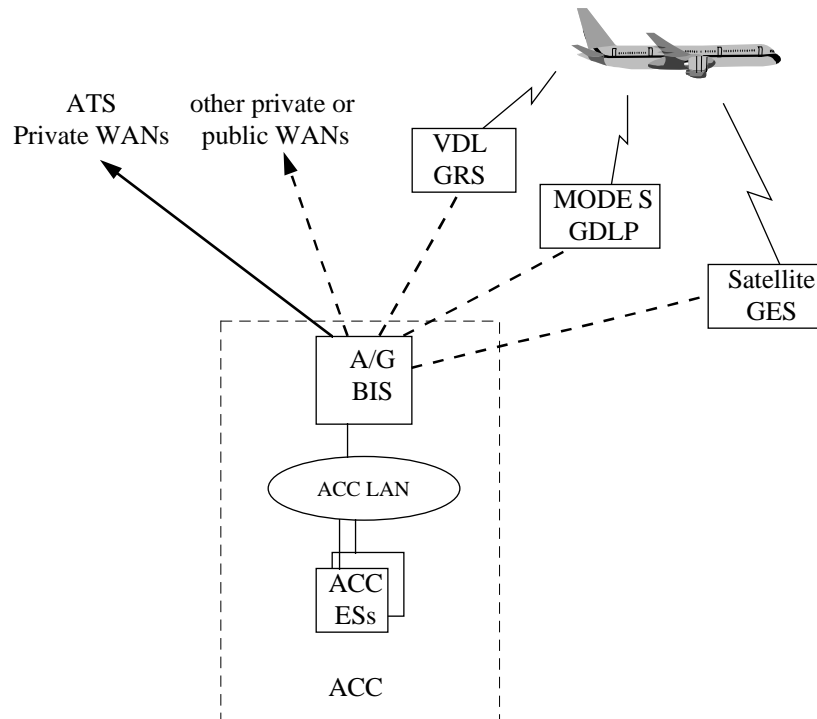 ATS
Private WANs
other private or
public WANs
VDL
GRS
MODE S
GDLP
Satellite
GES
A/G
BIS
ACC LAN
ACC
ESs
ACC